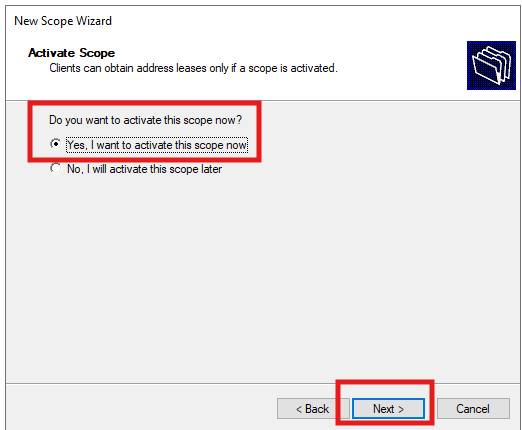 New Scope Wizard
Activate Scope
Clients can obtain address leases only if a scope is activated.
Do you want to activate this scope now?
Yes, I want to activate this scope now
No, I will activate this scope later
< Back
Next >
Cancel